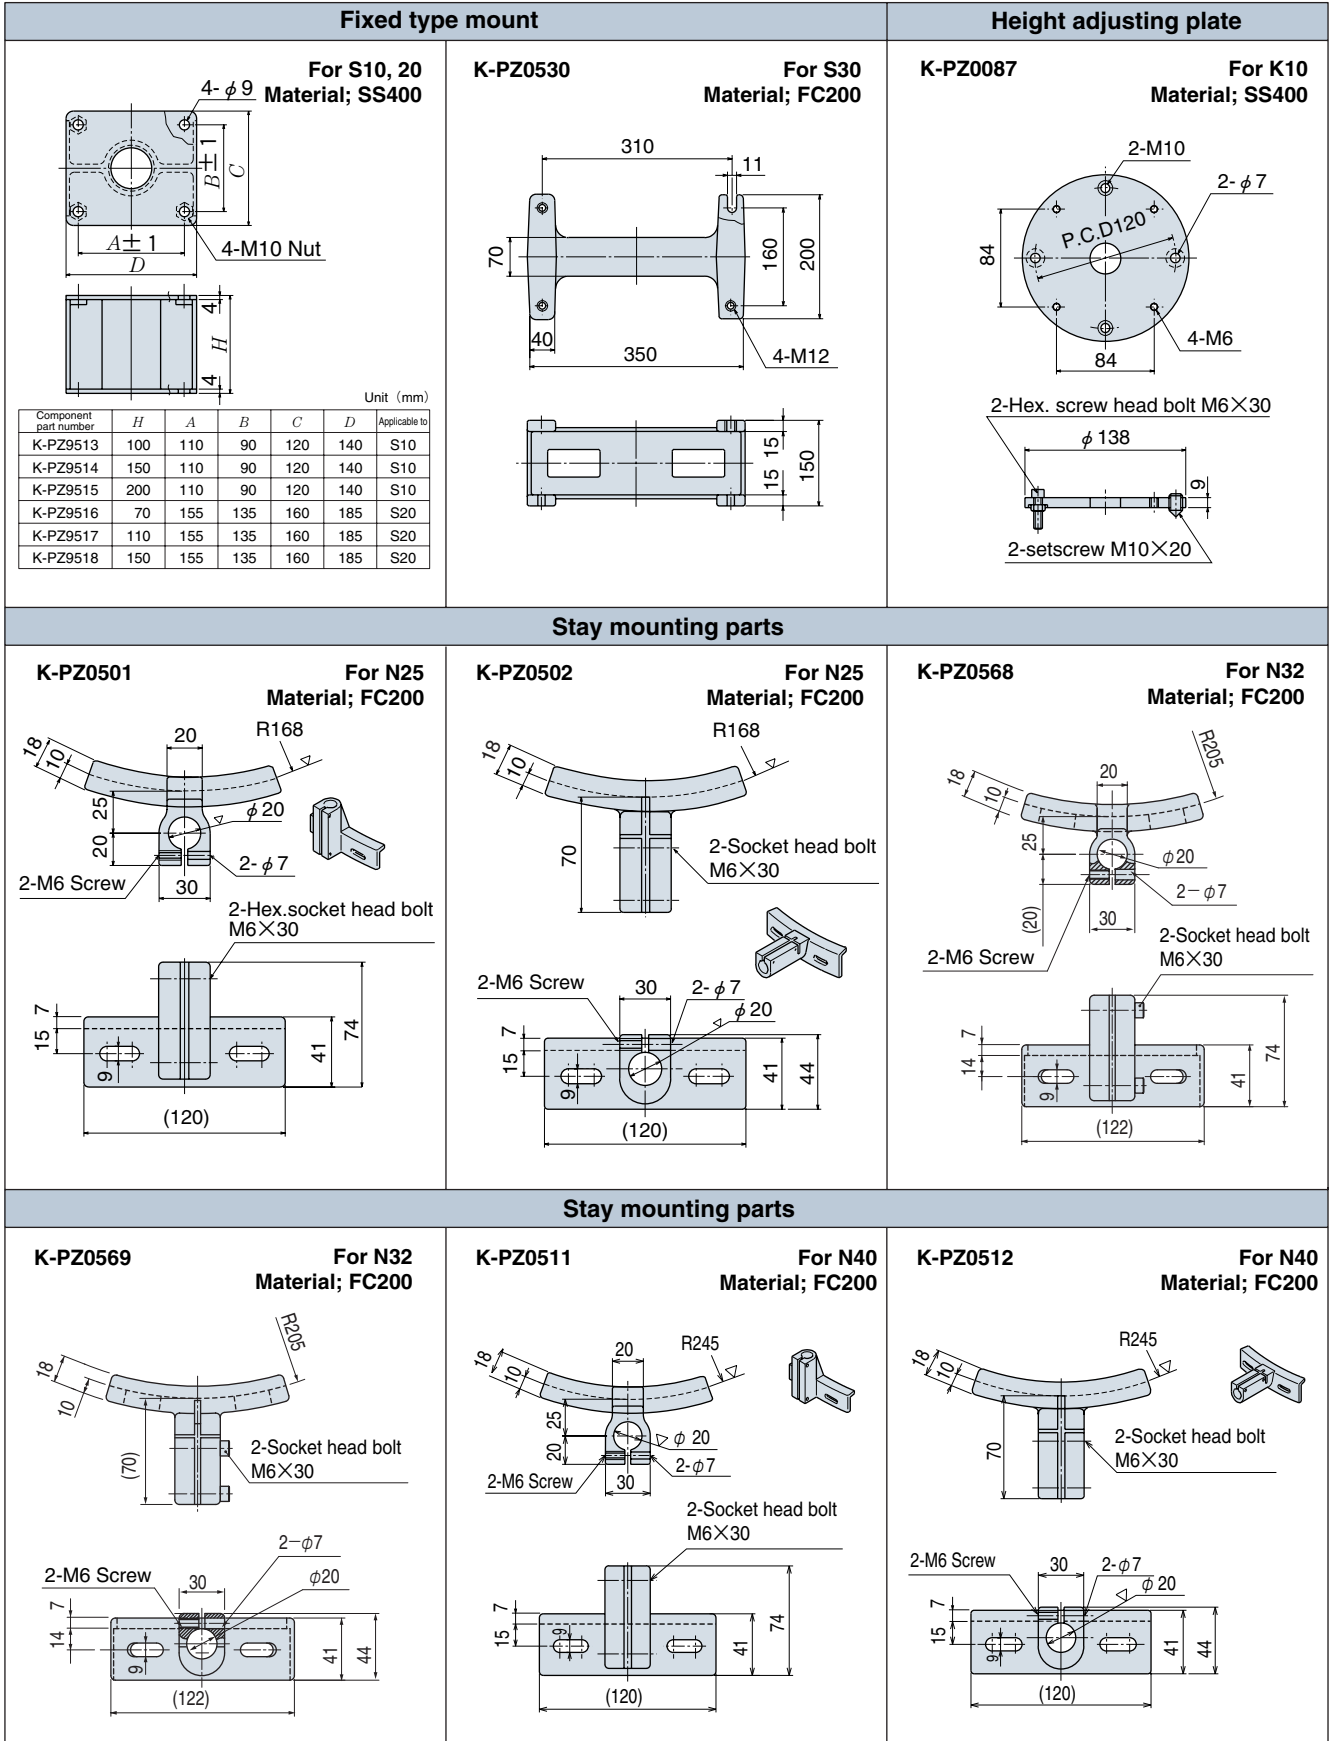 Fixed type mount
Height adjusting plate
For S10, 20
Material; SS400
4- φ 9
B±1
C
A±1
D
4-M10 Nut
4
H
4
Unit (mm)
Component part number H A B C D Applicable to
K-PZ9513 100 110 90 120 140 S10
K-PZ9514 150 110 90 120 140 S10
K-PZ9515 200 110 90 120 140 S10
K-PZ9516 70 155 135 160 185 S20
K-PZ9517 110 155 135 160 185 S20
K-PZ9518 150 155 135 160 185 S20
K-PZ0530
For S30
Material; FC200
310
11
70
160
200
40
350
4-M12
15
15
150
K-PZ0087
For K10
Material; SS400
2-M10
2- φ 7
P.C.D120
84
84
4-M6
2-Hex. screw head bolt M6×30
φ 138
9
2-setscrew M10×20
Stay mounting parts
K-PZ0501
For N25
Material; FC200
18
10
20
R168
25
20
φ 20
2- φ 7
2-M6 Screw
30
2-Hex.socket head bolt
M6×30
7
15
9
41
74
(120)
K-PZ0502
For N25
Material; FC200
18
10
R168
70
2-Socket head bolt
M6×30
2-M6 Screw
30
2- φ 7
φ 20
7
15
9
41
44
(120)
K-PZ0568
For N32
Material; FC200
18
10
20
R205
25
(20)
φ20
2-φ7
30
2-M6 Screw
2-Socket head bolt
M6×30
7
14
9
41
74
(122)
Stay mounting parts
K-PZ0569
For N32
Material; FC200
18
10
R205
(70)
2-Socket head bolt
M6×30
2-φ7
2-M6 Screw
30
φ20
7
14
9
41
44
(122)
K-PZ0511
For N40
Material; FC200
18
10
20
R245
25
20
φ 20
2-φ7
2-M6 Screw
30
2-Socket head bolt
M6×30
7
15
9
41
74
(120)
K-PZ0512
For N40
Material; FC200
18
10
R245
70
2-Socket head bolt
M6×30
2-M6 Screw
30
2-φ7
φ 20
7
15
9
41
44
(120)